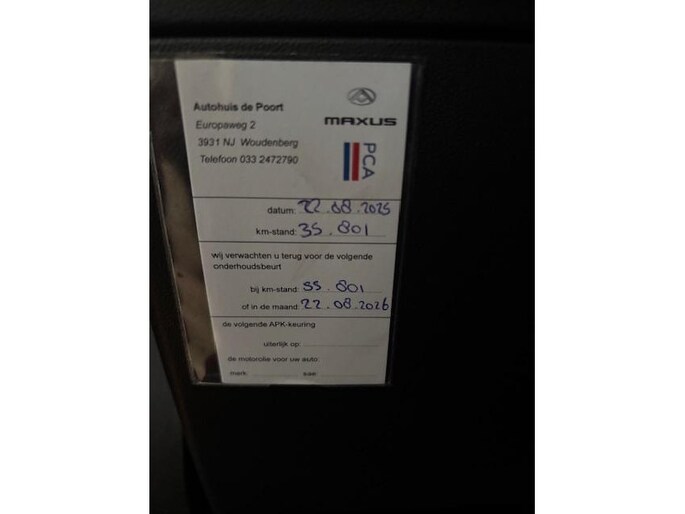 Autohuis de Poort
Europaweg 2
3931 NJ Woudenberg
Telefoon 033 2472790
MAXUS
PCA
datum: 22.08.2025
km-stand: 35.801
wij verwachten u terug voor de volgende
onderhoudsbeurt
bij km-stand: 55.801
of in de maand: 22.08.2026
de volgende APK-keuring
uiterlijk op:
de motorolie voor uw auto:
merk: sae: